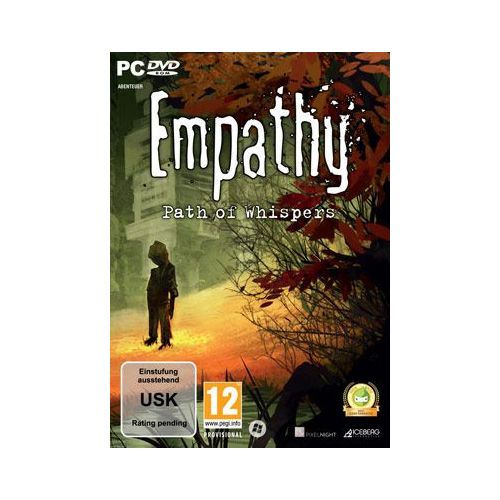 PC DVD
ROM
ABENTEUER
Empathy
Path of Whispers
Einstufung
ausstehend
USK
Rating pending
12
www.pegi.info
PROVISIONAL
PIXELNIGHT
ICEBERG